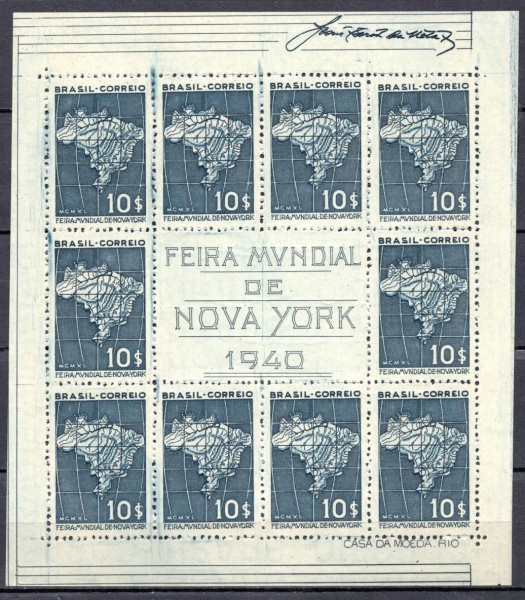 BRASIL-CORREIO
MCMXL
10$
FEIRA MVNDIAL DE NOVA YORK
BRASIL-CORREIO
MCMXL
10$
FEIRA MVNDIAL DE NOVA YORK
BRASIL-CORREIO
MCMXL
10$
FEIRA MVNDIAL DE NOVA YORK
BRASIL-CORREIO
MCMXL
10$
FEIRA MVNDIAL DE NOVA YORK
BRASIL-CORREIO
MCMXL
10$
FEIRA MVNDIAL DE NOVA YORK
FEIRA MVNDIAL
DE
NOVA YORK
1940
BRASIL-CORREIO
MCMXL
10$
FEIRA MVNDIAL DE NOVA YORK
BRASIL-CORREIO
MCMXL
10$
FEIRA MVNDIAL DE NOVA YORK
BRASIL-CORREIO
MCMXL
10$
FEIRA MVNDIAL DE NOVA YORK
BRASIL-CORREIO
MCMXL
10$
FEIRA MVNDIAL DE NOVA YORK
BRASIL-CORREIO
MCMXL
10$
FEIRA MVNDIAL DE NOVA YORK
CASA DA MOEDA. RIO